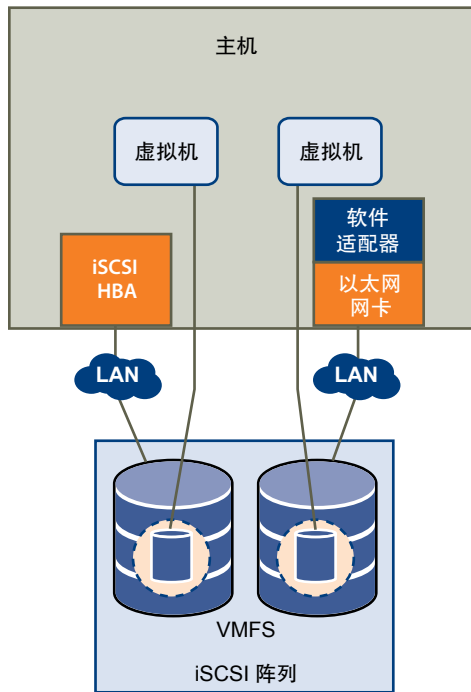 主机
虚拟机
虚拟机
软件
适配器
iSCSI
HBA
以太网
网卡
LAN
LAN
VMFS
iSCSI 阵列